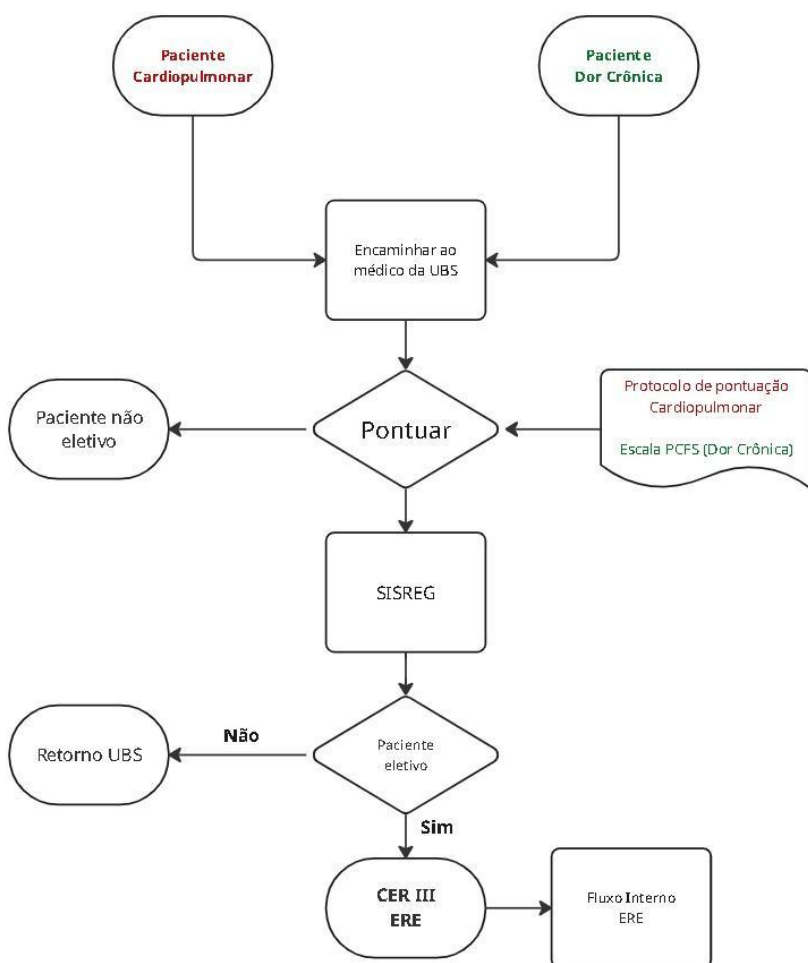 Paciente
Cardiopulmonar
Paciente
Dor Crônica
Encaminhar ao
médico da UBS
Paciente não
eletivo
Pontuar
Protocolo de pontuação
Cardiopulmonar
Escala PCFS (Dor Crônica)
SISREG
Retorno UBS
Não
Paciente
eletivo
Sim
CER III
ERE
Fluxo Interno
ERE